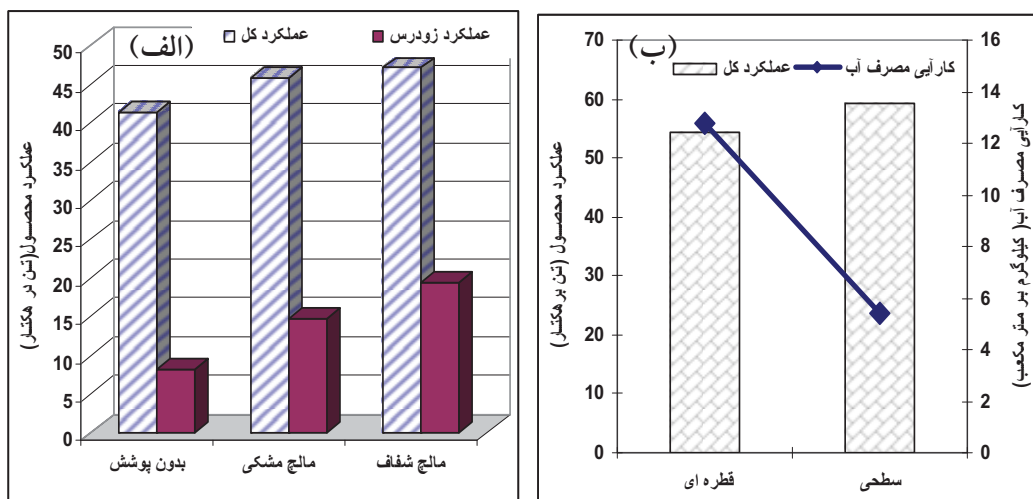 (الف)
عملکرد کل
عملکرد زودرس
50
45
40
35
30
25
20
15
10
5
0
عملکرد محصول(تن در هکتار)
بدون پوشش
مالچ مشکی
مالچ شفاف
(ب)
عملکرد کل
کارآیی مصرف آب
70
60
50
40
30
20
10
0
عملکرد محصول (تن برهکتار)
16
14
12
10
8
6
4
2
0
کارآیی مصرف آب( کیلوگرم بر متر مکعب)
قطره ای
سطحی